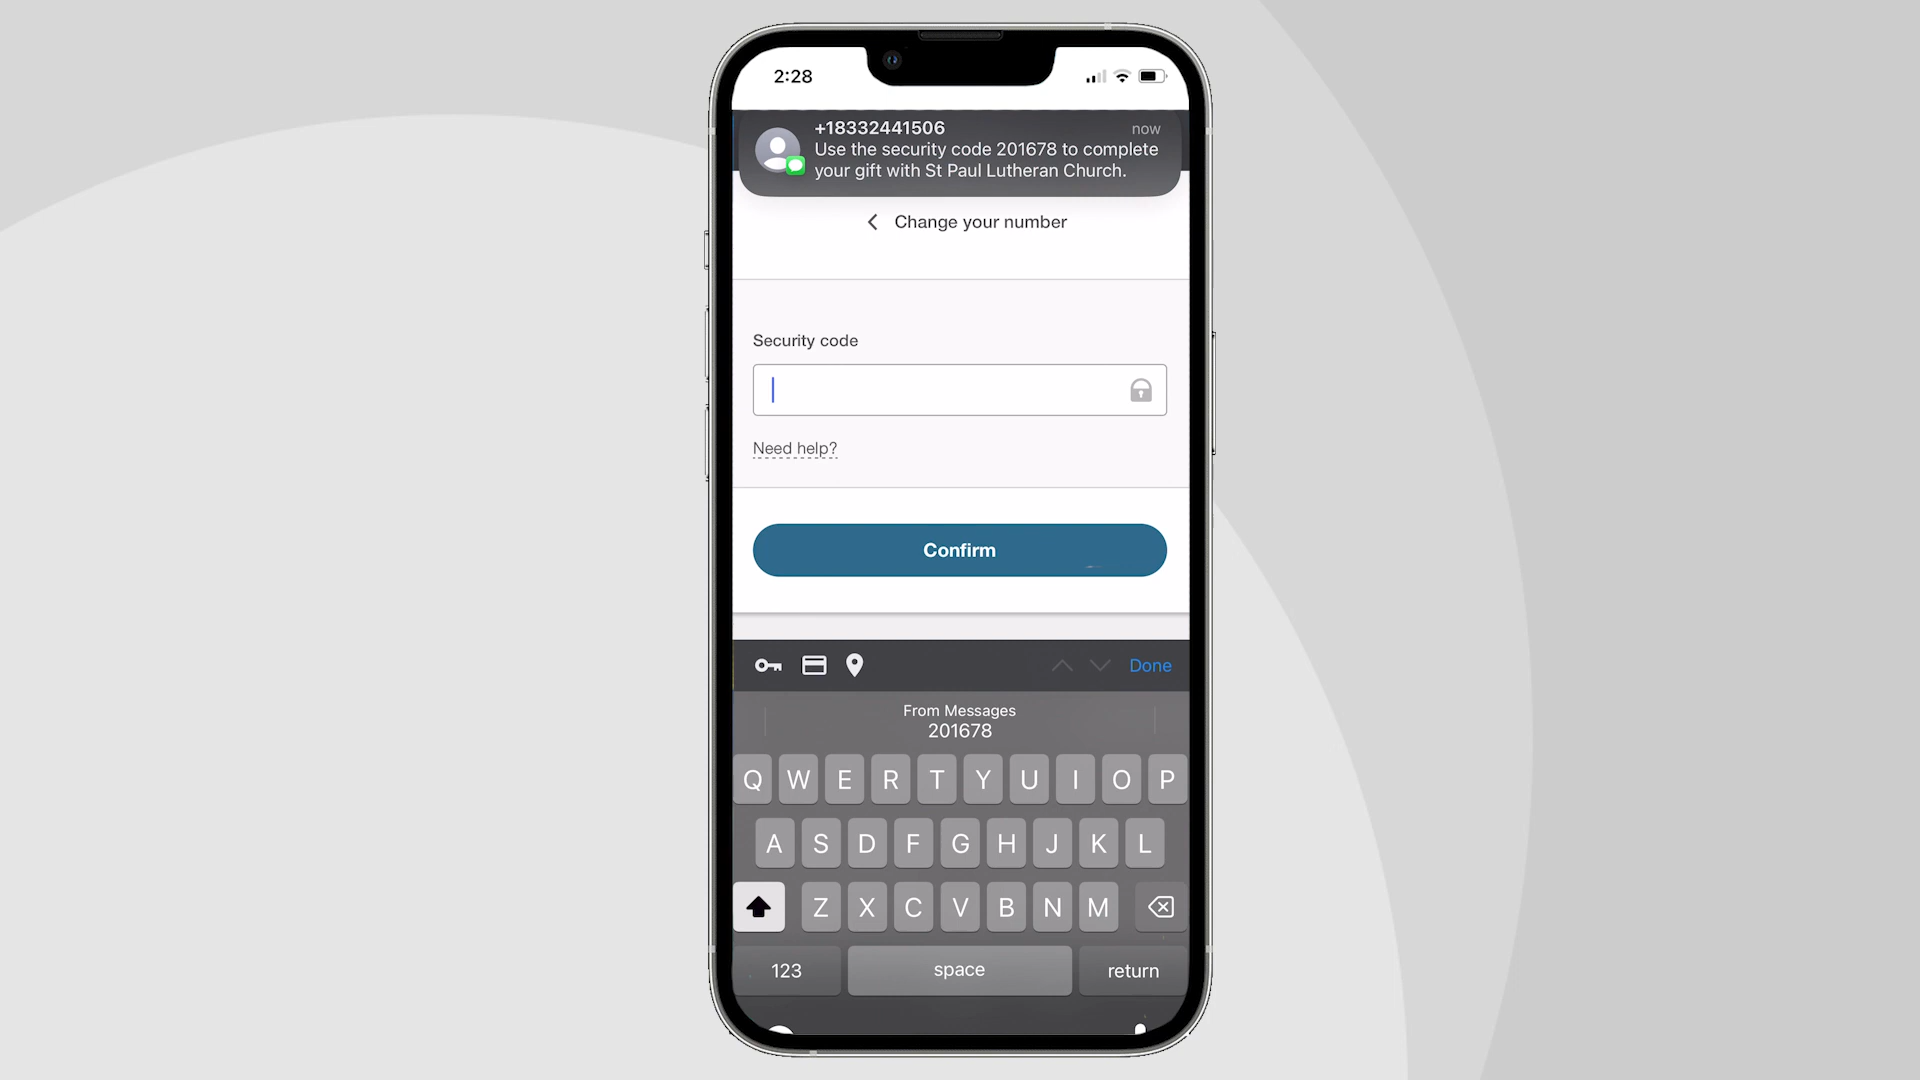 2:28
+18332441506
now
Use the security code 201678 to complete
your gift with St Paul Lutheran Church.
Change your number
Security code
Need help?
Confirm
Done
From Messages
201678
Q W E R T Y U I O P
A S D F G H J K L
Z X C V B N M
123 space return